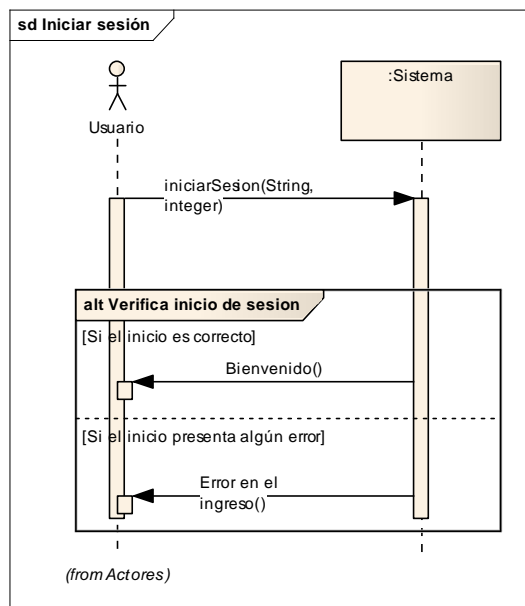 sd Iniciar sesión
:Sistema
Usuario
iniciarSesion(String,
integer)
alt Verifica inicio de sesion
[Si el inicio es correcto]
Bienvenido()
[Si el inicio presenta algún error]
Error en el
ingreso()
(from Actores)